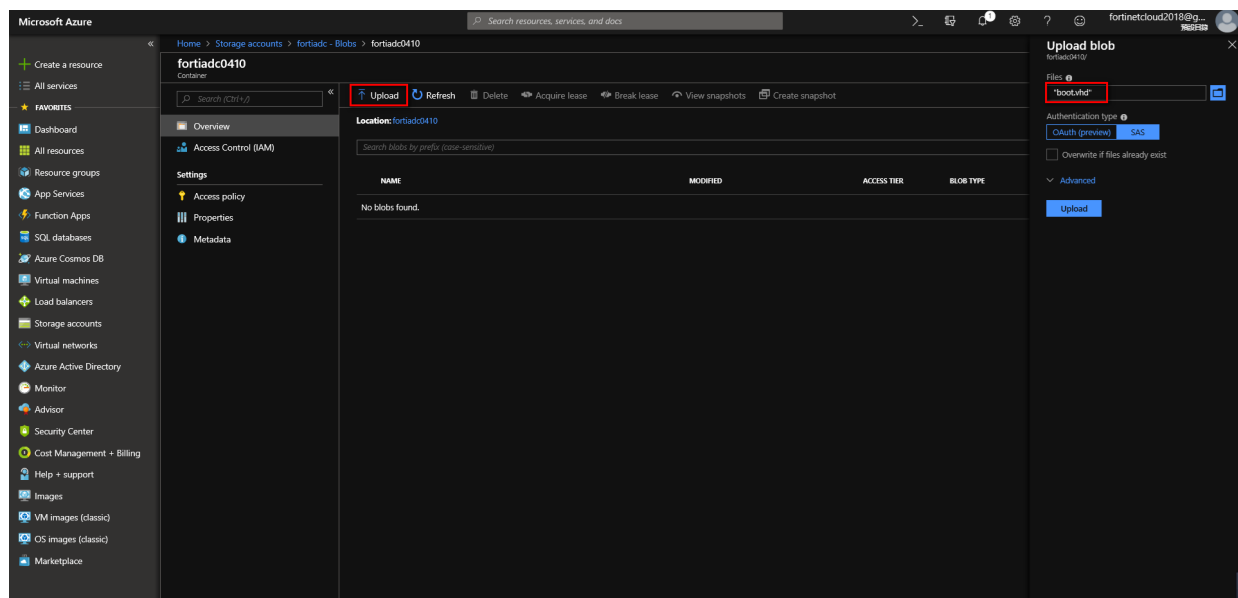 Microsoft Azure
Search resources, services, and docs
>_
1
?
fortinetcloud2018@g...
預設目錄
«
Create a resource
All services
FAVORITES
Dashboard
All resources
Resource groups
App Services
Function Apps
SQL databases
Azure Cosmos DB
Virtual machines
Load balancers
Storage accounts
Virtual networks
Azure Active Directory
Monitor
Advisor
Security Center
Cost Management + Billing
Help + support
Images
VM images (classic)
OS images (classic)
Marketplace
Home > Storage accounts > fortiadc - Blobs > fortiadc0410
fortiadc0410
Container
Search (Ctrl+/)
«
Overview
Access Control (IAM)
Settings
Access policy
Properties
Metadata
Upload Refresh Delete Acquire lease Break lease View snapshots Create snapshot
Location: fortiadc0410
Search blobs by prefix (case-sensitive)
NAME MODIFIED ACCESS TIER BLOB TYPE
No blobs found.
Upload blob
fortiadc0410/
Files
"boot.vhd"
Authentication type
OAuth (preview) SAS
Overwrite if files already exist
Advanced
Upload